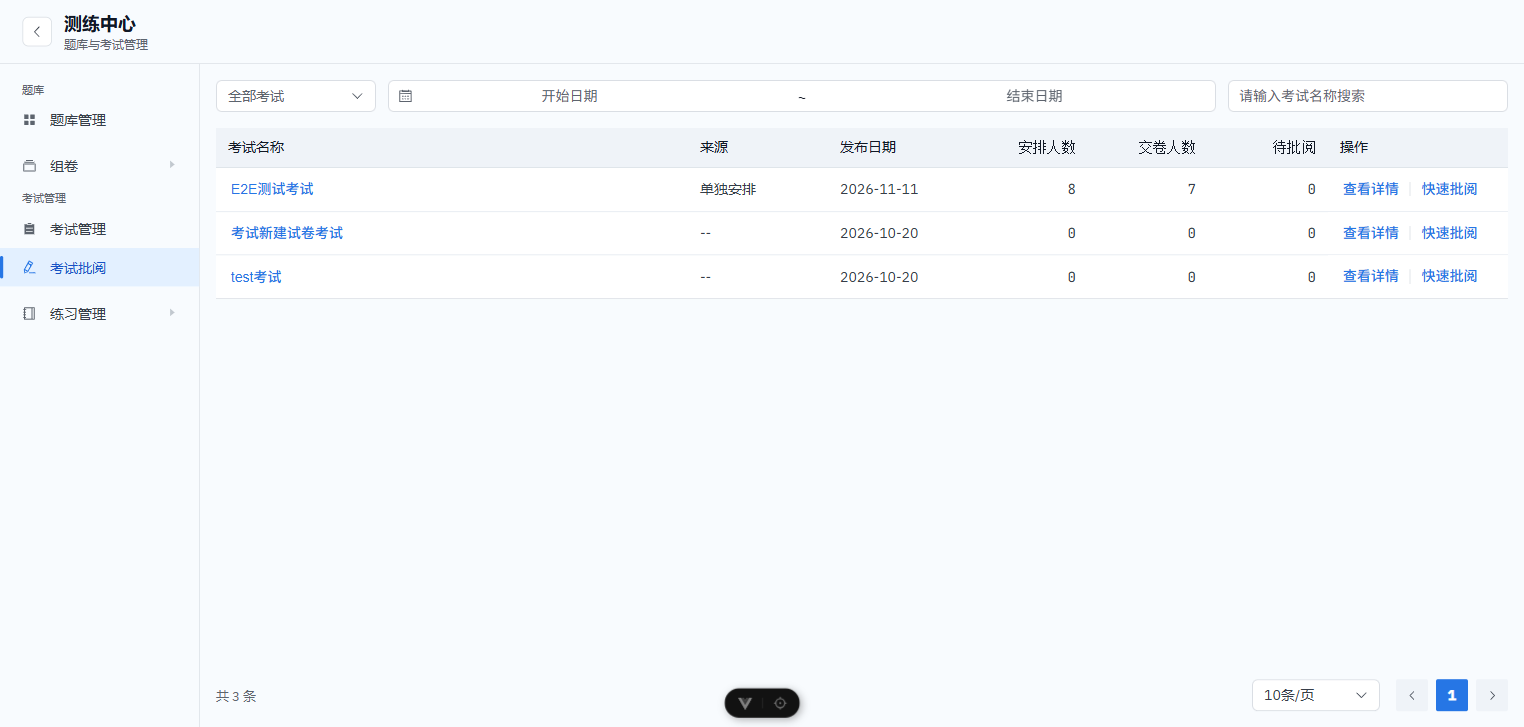 测练中心
题库与考试管理
题库
题库管理
组卷
考试管理
考试管理
考试批阅
练习管理
全部考试 开始日期 ~ 结束日期 请输入考试名称搜索
考试名称 来源 发布日期 安排人数 交卷人数 待批阅 操作
E2E测试考试 单独安排 2026-11-11 8 7 0 查看详情 快速批阅
考试新建试卷考试 -- 2026-10-20 0 0 0 查看详情 快速批阅
test考试 -- 2026-10-20 0 0 0 查看详情 快速批阅
共 3 条 10条/页 1